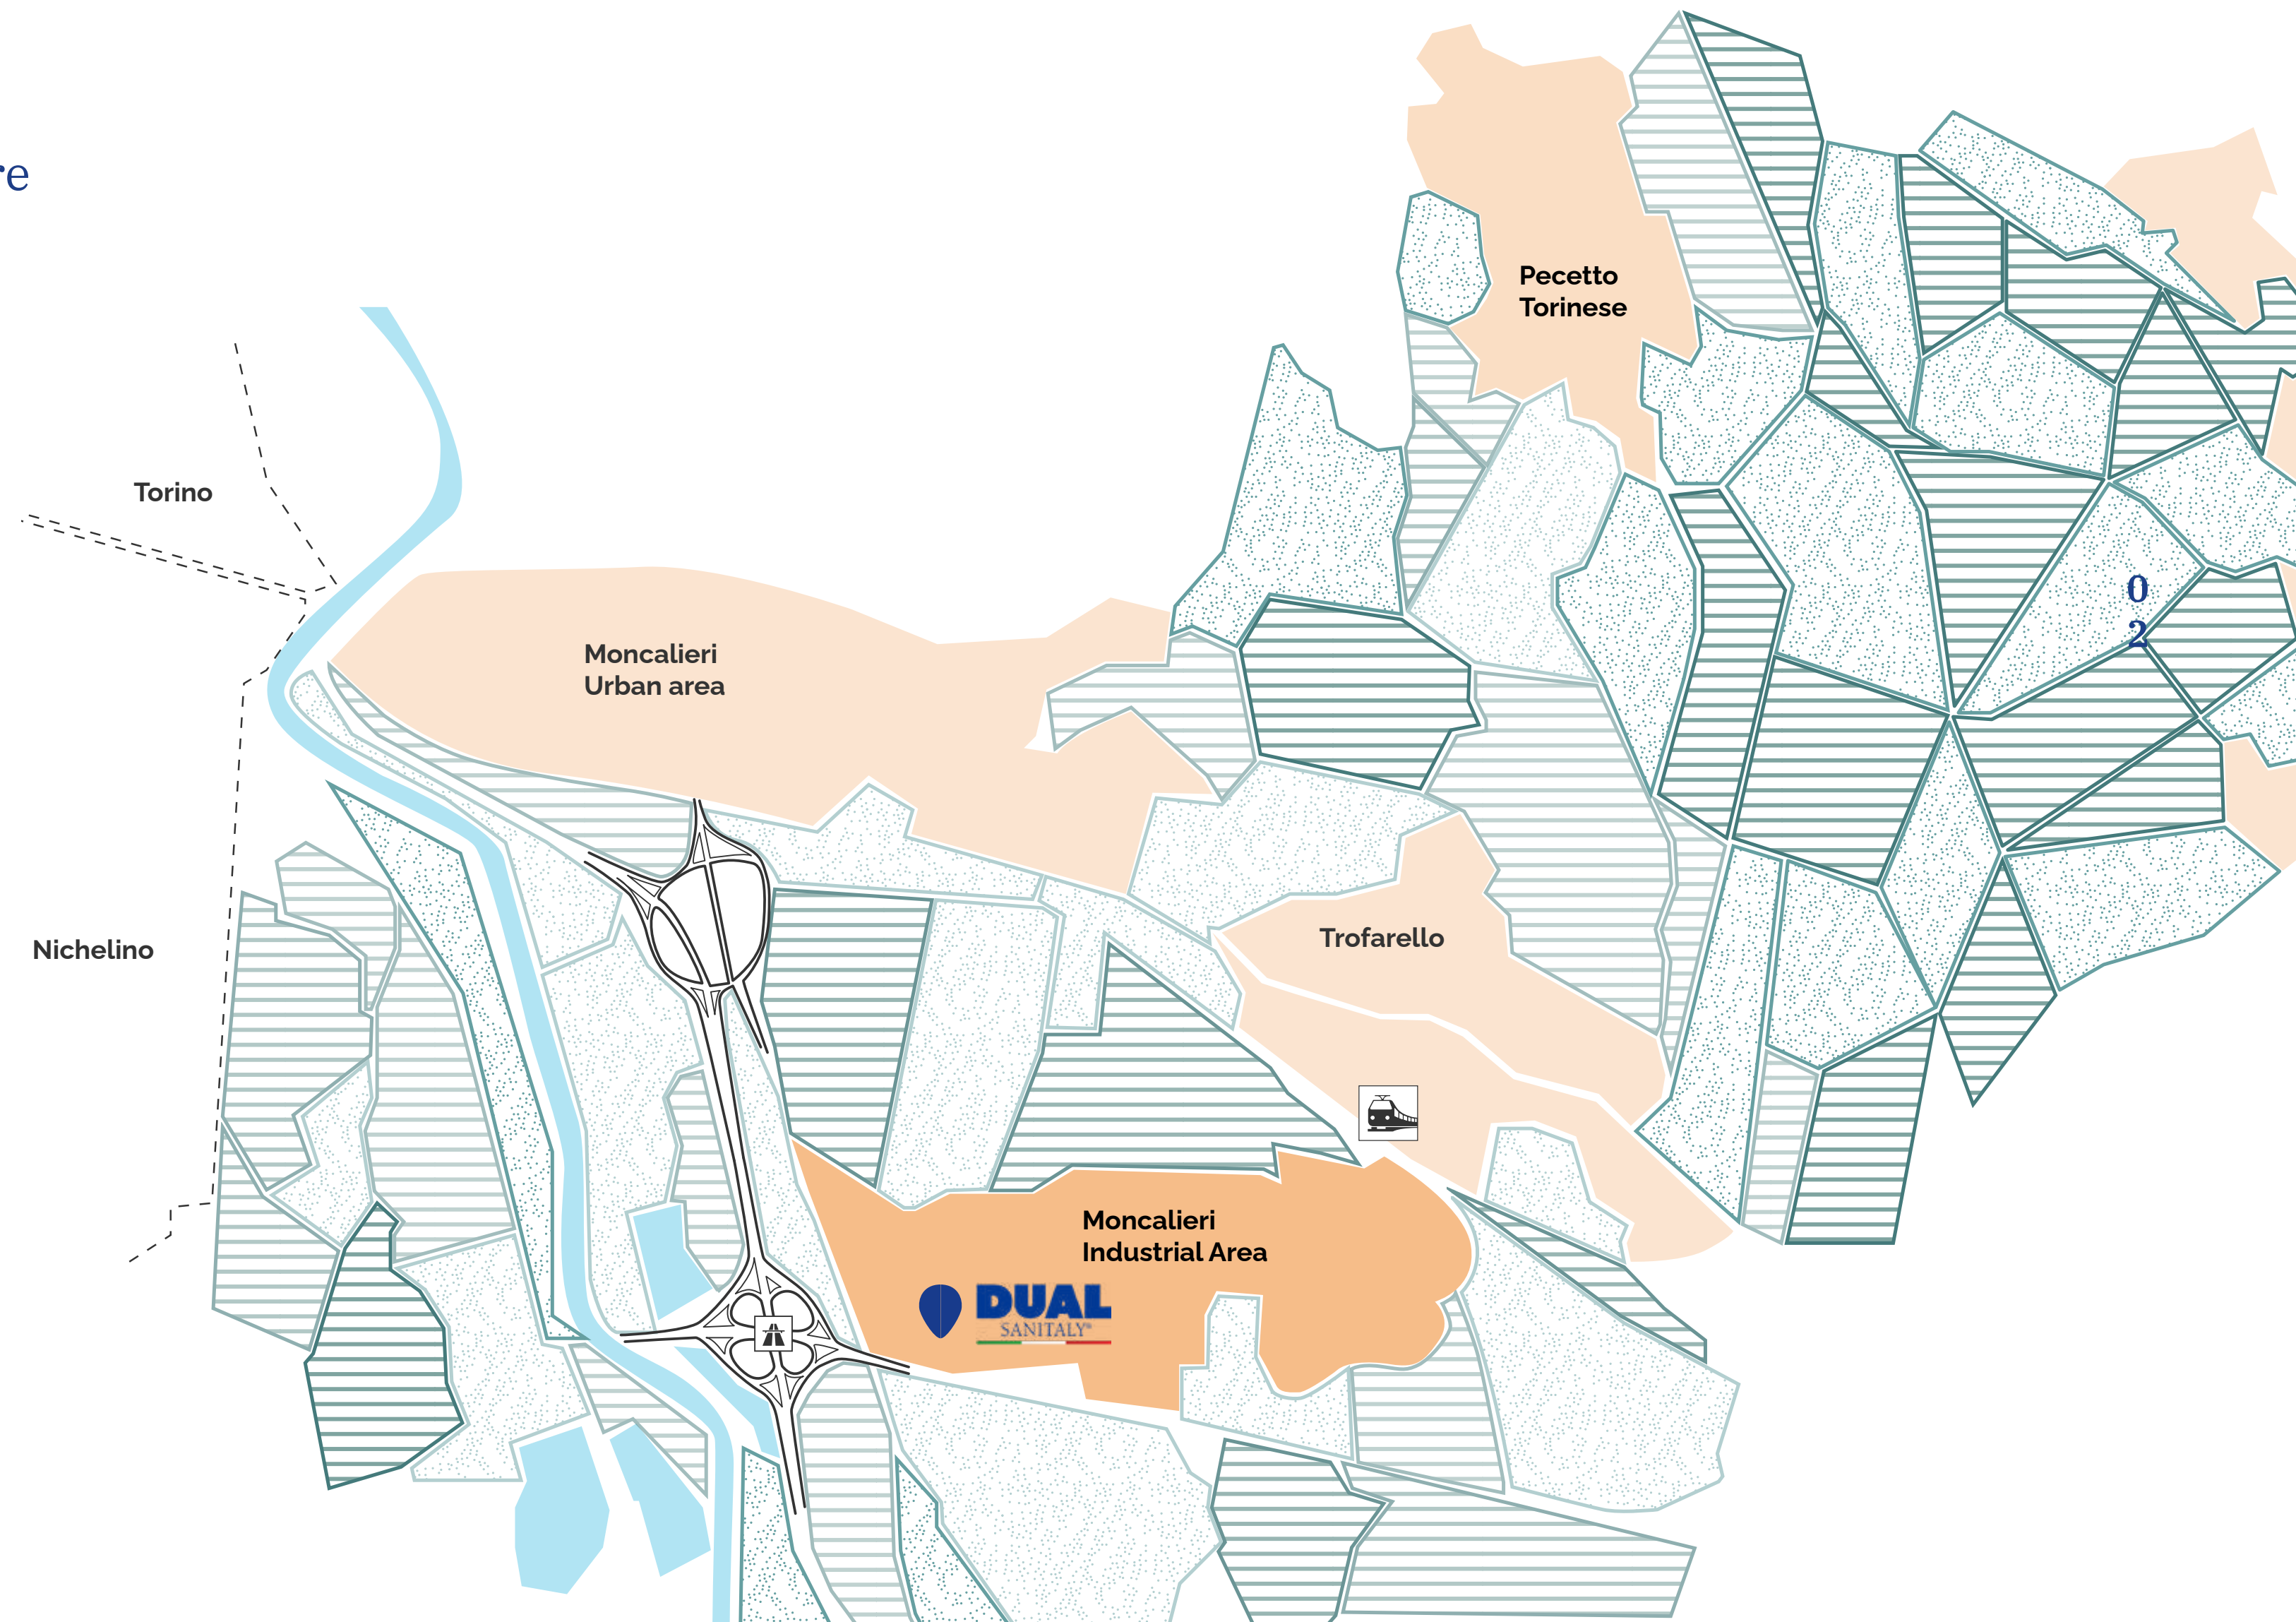 re
Pecetto
Torinese
Torino
0
2
Moncalieri
Urban area
Nichelino
Trofarello
Moncalieri
Industrial Area
DUAL
SANITALY®